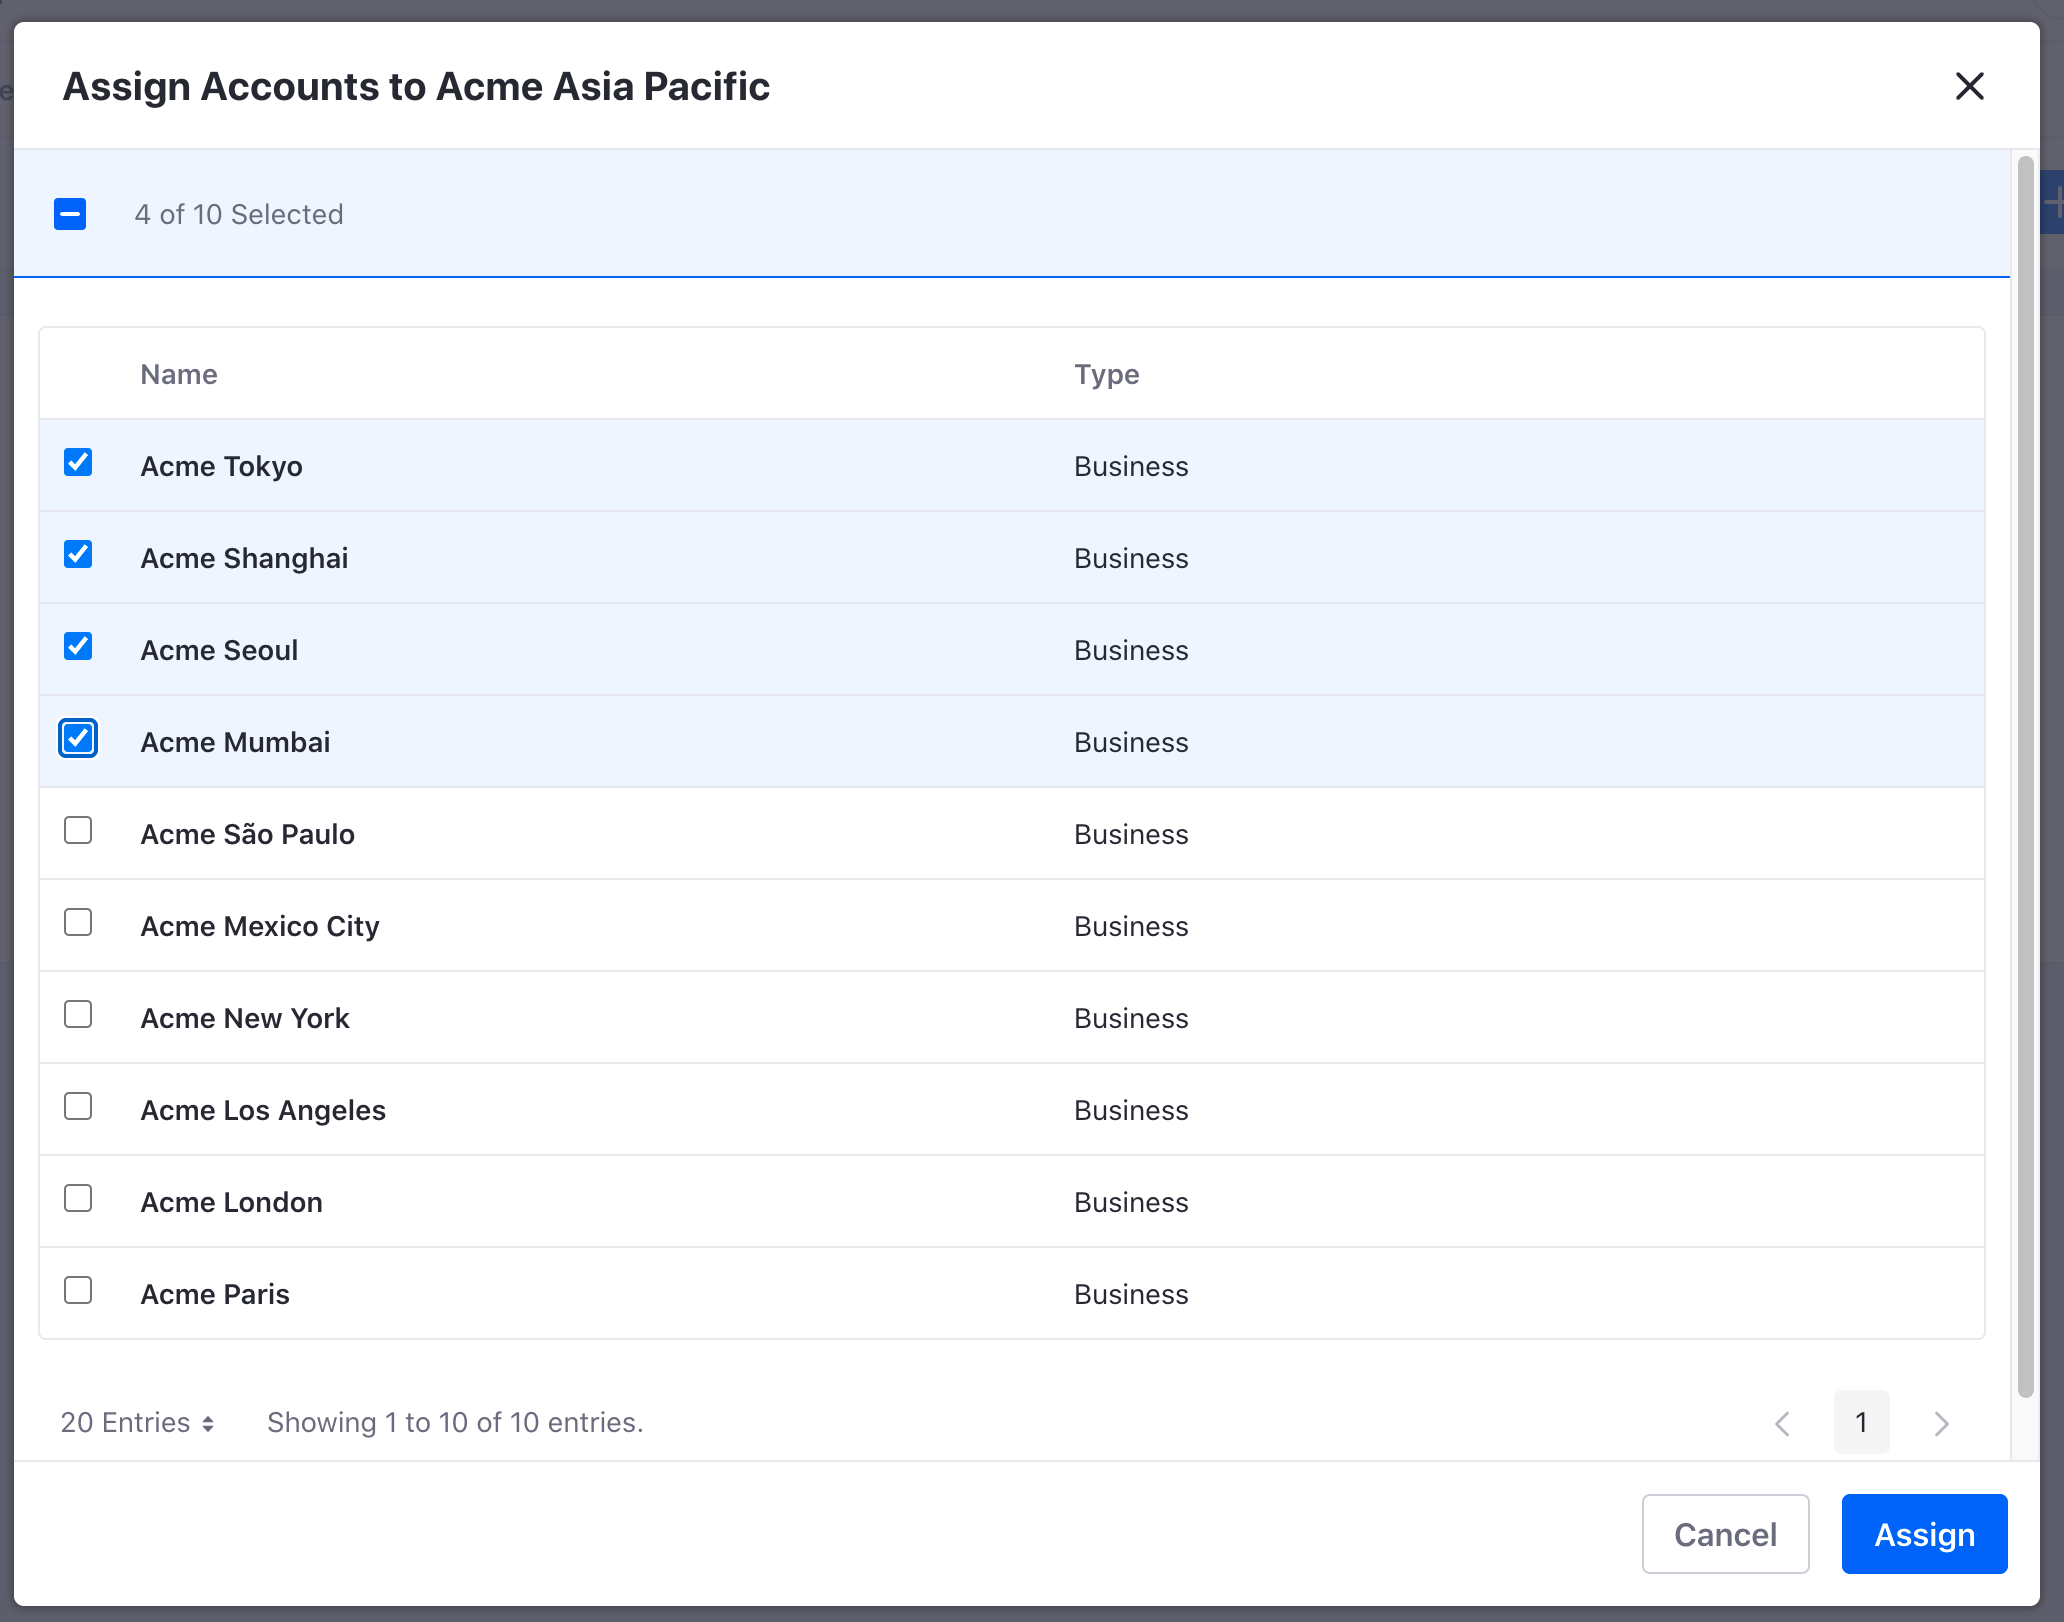 Assign Accounts to Acme Asia Pacific
4 of 10 Selected
Name Type
Acme Tokyo Business
Acme Shanghai Business
Acme Seoul Business
Acme Mumbai Business
Acme São Paulo Business
Acme Mexico City Business
Acme New York Business
Acme Los Angeles Business
Acme London Business
Acme Paris Business
20 Entries Showing 1 to 10 of 10 entries. 1
Cancel Assign